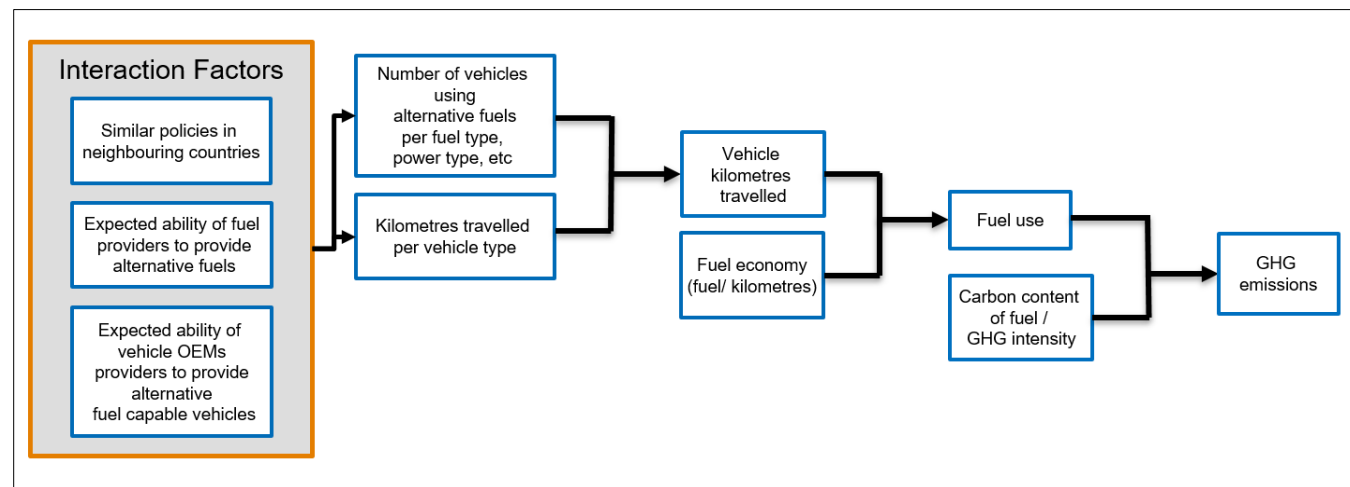 Interaction Factors
Similar policies in
neighbouring countries
Expected ability of fuel
providers to provide
alternative fuels
Expected ability of
vehicle OEMs
providers to provide
alternative
fuel capable vehicles
Number of vehicles
using
alternative fuels
per fuel type,
power type, etc
Kilometres travelled
per vehicle type
Vehicle
kilometres
travelled
Fuel economy
(fuel/ kilometres)
Fuel use
Carbon content
of fuel /
GHG intensity
GHG
emissions